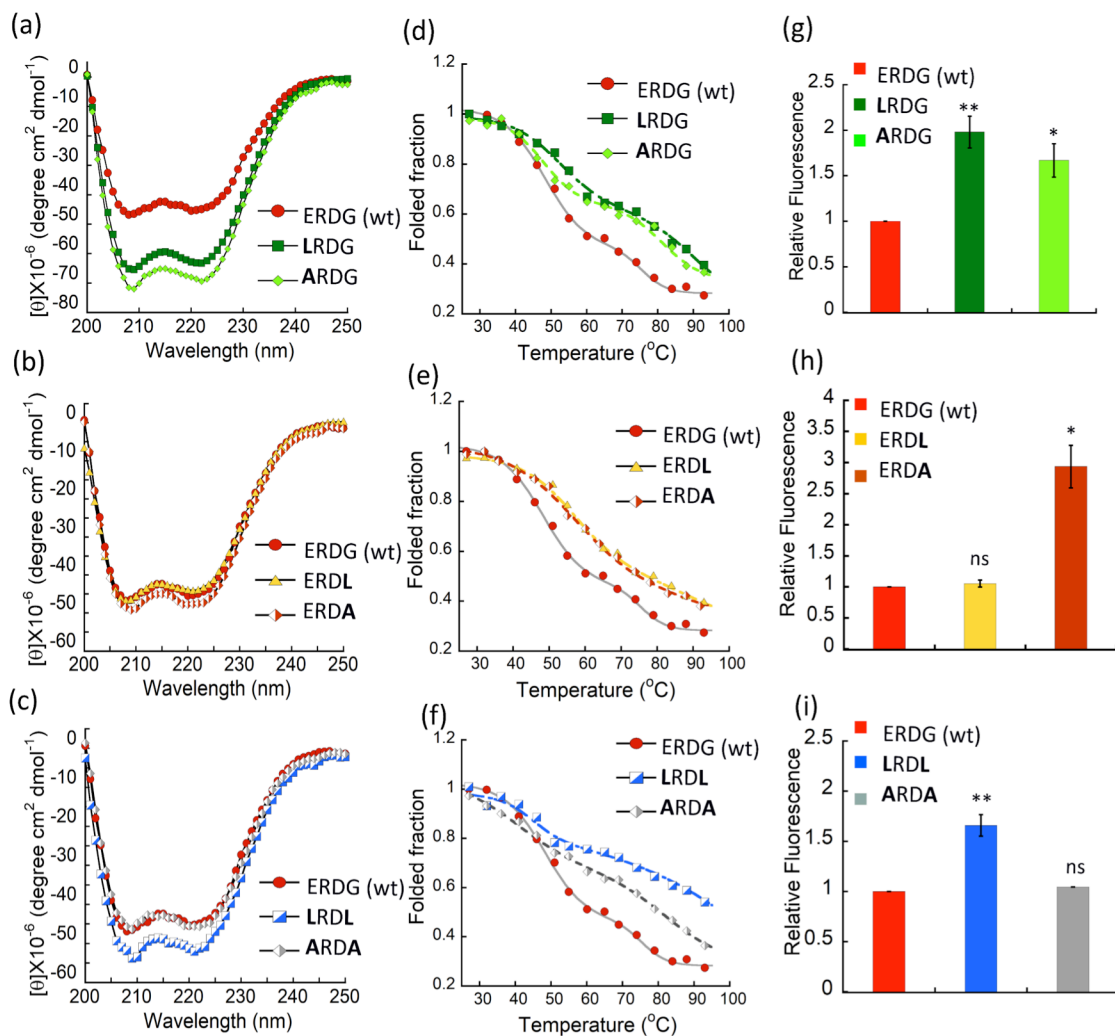 (a)
[θ]X10⁻⁶ (degree cm² dmol⁻¹)
0
-10
-20
-30
-40
-50
-60
-70
-80
200 210 220 230 240 250
Wavelength (nm)
ERDG (wt)
LRDG
ARDG
(d)
Folded fraction
1.4
1.2
1
0.8
0.6
0.4
0.2
30 40 50 60 70 80 90 100
Temperature (°C)
ERDG (wt)
LRDG
ARDG
(g)
Relative Fluorescence
2.5
2
1.5
1
0.5
0
ERDG (wt)
LRDG
ARDG
**
*
(b)
[θ]X10⁻⁶ (degree cm² dmol⁻¹)
0
-10
-20
-30
-40
-50
-60
200 210 220 230 240 250
Wavelength (nm)
ERDG (wt)
ERDL
ERDA
(e)
Folded fraction
1.2
1
0.8
0.6
0.4
0.2
30 40 50 60 70 80 90 100
Temperature (°C)
ERDG (wt)
ERDL
ERDA
(h)
Relative Fluorescence
4
3.5
3
2.5
2
1.5
1
0.5
0
ERDG (wt)
ERDL
ERDA
ns
*
(c)
[θ]X10⁻⁶ (degree cm² dmol⁻¹)
0
-10
-20
-30
-40
-50
-60
200 210 220 230 240 250
Wavelength (nm)
ERDG (wt)
LRDL
ARDA
(f)
Folded fraction
1.2
1
0.8
0.6
0.4
0.2
30 40 50 60 70 80 90 100
Temperature (°C)
ERDG (wt)
LRDL
ARDA
(i)
Relative Fluorescence
2.5
2
1.5
1
0.5
0
ERDG (wt)
LRDL
ARDA
**
ns